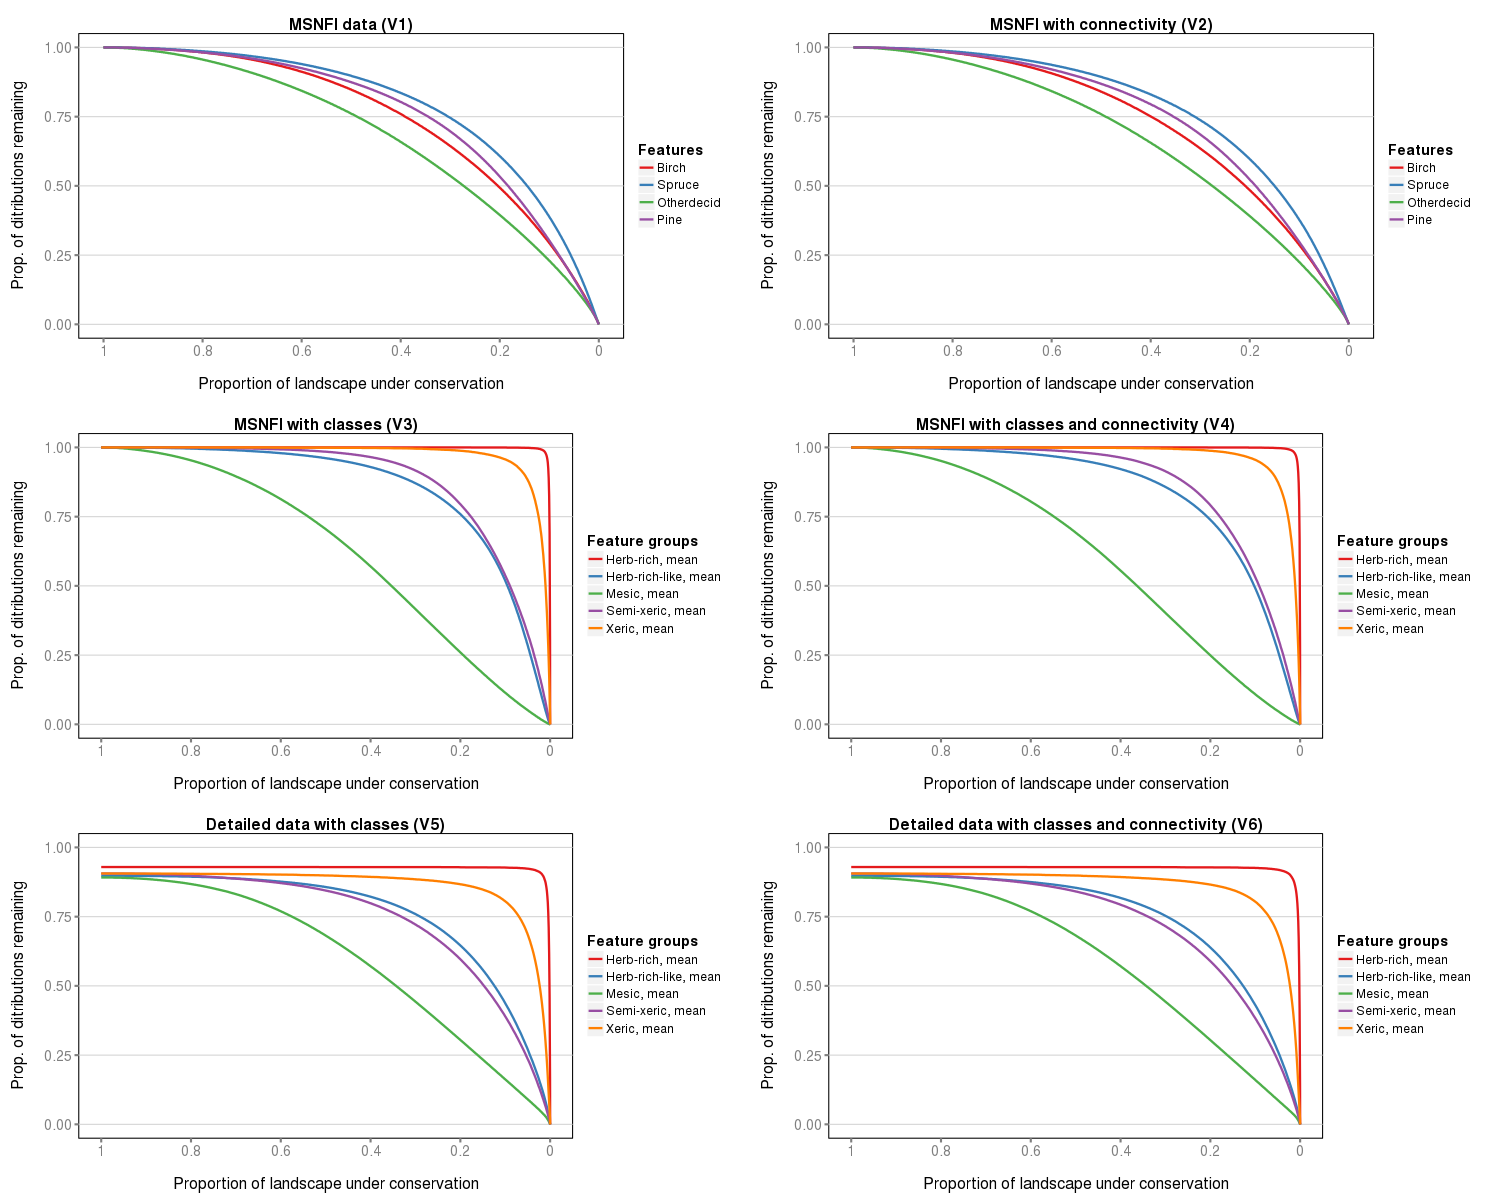 MSNFI data (V1)
Prop. of ditributions remaining
1.00
0.75
0.50
0.25
0.00
1 0.8 0.6 0.4 0.2 0
Proportion of landscape under conservation
Features
Birch
Spruce
Otherdecid
Pine
MSNFI with connectivity (V2)
Prop. of ditributions remaining
1.00
0.75
0.50
0.25
0.00
1 0.8 0.6 0.4 0.2 0
Proportion of landscape under conservation
Features
Birch
Spruce
Otherdecid
Pine
MSNFI with classes (V3)
Prop. of ditributions remaining
1.00
0.75
0.50
0.25
0.00
1 0.8 0.6 0.4 0.2 0
Proportion of landscape under conservation
Feature groups
Herb-rich, mean
Herb-rich-like, mean
Mesic, mean
Semi-xeric, mean
Xeric, mean
MSNFI with classes and connectivity (V4)
Prop. of ditributions remaining
1.00
0.75
0.50
0.25
0.00
1 0.8 0.6 0.4 0.2 0
Proportion of landscape under conservation
Feature groups
Herb-rich, mean
Herb-rich-like, mean
Mesic, mean
Semi-xeric, mean
Xeric, mean
Detailed data with classes (V5)
Prop. of ditributions remaining
1.00
0.75
0.50
0.25
0.00
1 0.8 0.6 0.4 0.2 0
Proportion of landscape under conservation
Feature groups
Herb-rich, mean
Herb-rich-like, mean
Mesic, mean
Semi-xeric, mean
Xeric, mean
Detailed data with classes and connectivity (V6)
Prop. of ditributions remaining
1.00
0.75
0.50
0.25
0.00
1 0.8 0.6 0.4 0.2 0
Proportion of landscape under conservation
Feature groups
Herb-rich, mean
Herb-rich-like, mean
Mesic, mean
Semi-xeric, mean
Xeric, mean